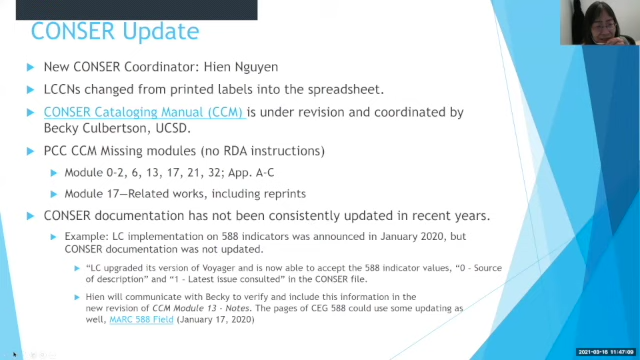 CONSER Update
New CONSER Coordinator: Hien Nguyen
LCCNs changed from printed labels into the spreadsheet.
CONSER Cataloging Manual (CCM) is under revision and coordinated by
Becky Culbertson, UCSD.
PCC CCM Missing modules (no RDA instructions)
Module 0-2, 6, 13, 17, 21, 32; App. A-C
Module 17—Related works, including reprints
CONSER documentation has not been consistently updated in recent years.
Example: LC implementation on 588 indicators was announced in January 2020, but
CONSER documentation was not updated.
"LC upgraded its version of Voyager and is now able to accept the 588 indicator values, "0 - Source
of description" and "1 - Latest issue consulted" in the CONSER file.
Hien will communicate with Becky to verify and include this information in the
new revision of CCM Module 13 - Notes. The pages of CEG 588 could use some updating as
well, MARC 588 Field (January 17, 2020)
2021-03-16 11:47:09